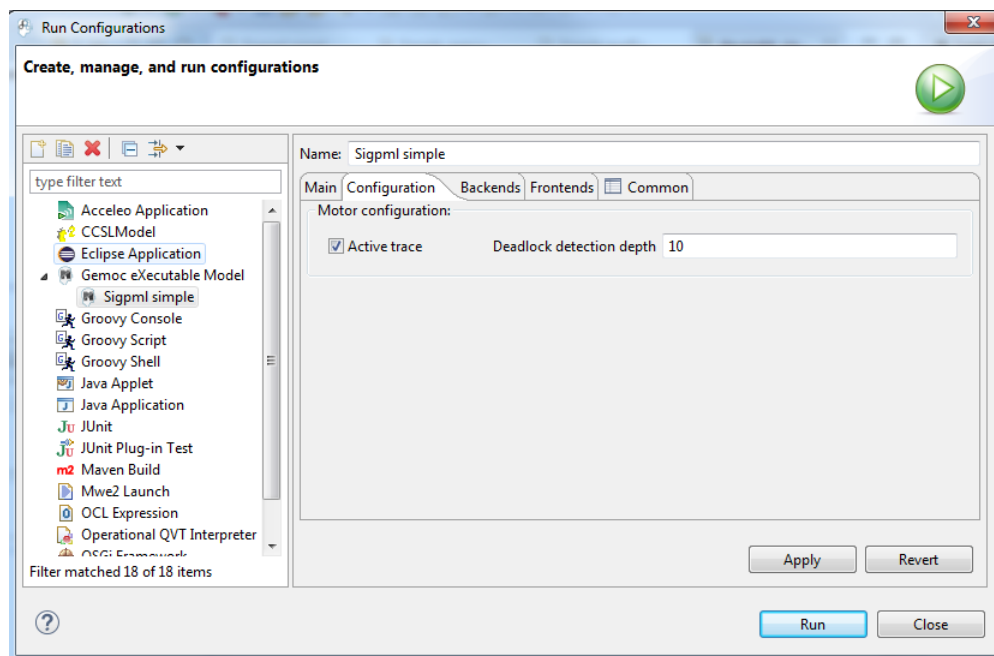 Run Configurations
Create, manage, and run configurations
type filter text
Acceleo Application
CCSLModel
Eclipse Application
Gemoc eXecutable Model
Sigpml simple
Groovy Console
Groovy Script
Groovy Shell
Java Applet
Java Application
JUnit
JUnit Plug-in Test
m2 Maven Build
Mwe2 Launch
OCL Expression
Operational QVT Interpreter
OSGi Framework
Filter matched 18 of 18 items
Name: Sigpml simple
Main Configuration Backends Frontends Common
Motor configuration:
Active trace Deadlock detection depth 10
Apply Revert
Run Close